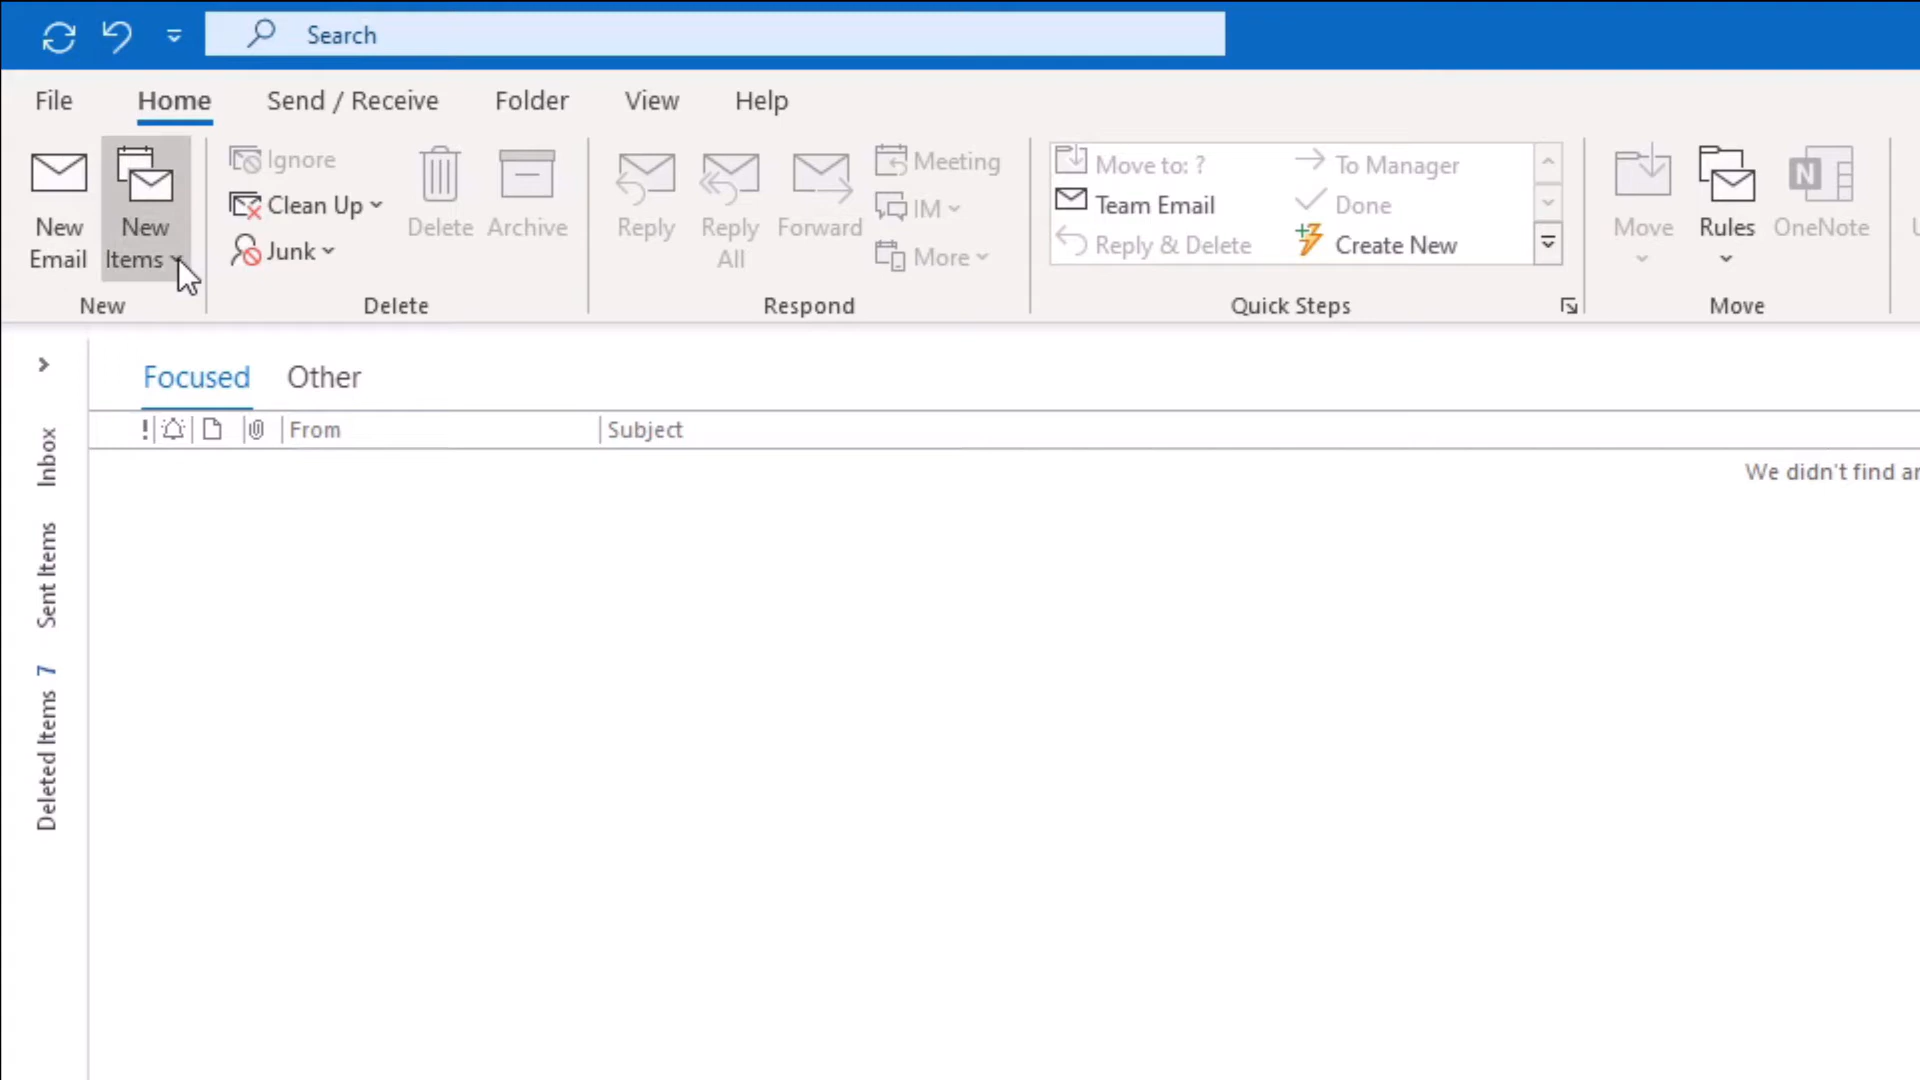 Search
File Home Send / Receive Folder View Help
New Email
New Items
Ignore
Clean Up
Junk
Delete
Archive
Reply
Reply All
Forward
Meeting
IM
More
Move to: ?
Team Email
Reply & Delete
To Manager
Done
Create New
Move
Rules
N
OneNote
New Delete Respond Quick Steps Move
Focused Other
! From Subject
We didn't find
Inbox
Sent Items
Deleted Items 7